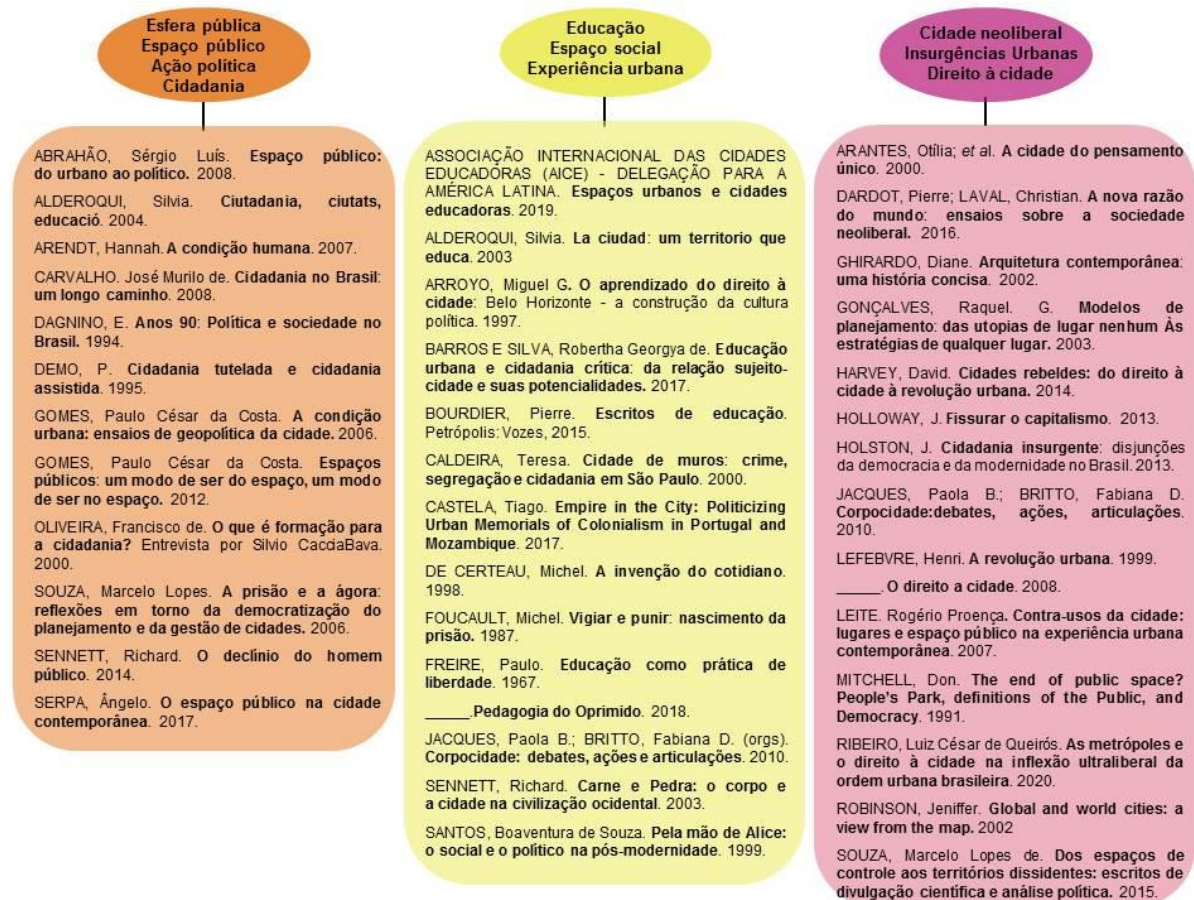 Esfera pública
Espaço público
Ação política
Cidadania
ABRAHÃO, Sérgio Luís. Espaço público:
do urbano ao político. 2008.
ALDEROQUI, Silvia. Ciutadania, ciutats,
educació. 2004.
ARENDT, Hannah. A condição humana. 2007.
CARVALHO. José Murilo de. Cidadania no Brasil:
um longo caminho. 2008.
DAGNINO, E. Anos 90: Política e sociedade no
Brasil. 1994.
DEMO, P. Cidadania tutelada e cidadania
assistida. 1995.
GOMES, Paulo César da Costa. A condição
urbana: ensaios de geopolítica da cidade. 2006.
GOMES, Paulo César da Costa. Espaços
públicos: um modo de ser do espaço, um modo
de ser no espaço. 2012.
OLIVEIRA, Francisco de. O que é formação para
a cidadania? Entrevista por Silvio CacciaBava.
2000.
SOUZA, Marcelo Lopes. A prisão e a ágora:
reflexões em torno da democratização do
planejamento e da gestão de cidades. 2006.
SENNETT, Richard. O declínio do homem
público. 2014.
SERPA, Ângelo. O espaço público na cidade
contemporânea. 2017.
Educação
Espaço social
Experiência urbana
ASSOCIAÇÃO INTERNACIONAL DAS CIDADES
EDUCADORAS (AICE) - DELEGAÇÃO PARA A
AMÉRICA LATINA. Espaços urbanos e cidades
educadoras. 2019.
ALDEROQUI, Silvia. La ciudad: um territorio que
educa. 2003
ARROYO, Miguel G. O aprendizado do direito à
cidade: Belo Horizonte - a construção da cultura
política. 1997.
BARROS E SILVA, Robertha Georgya de. Educação
urbana e cidadania crítica: da relação sujeito-
cidade e suas potencialidades. 2017.
BOURDIER, Pierre. Escritos de educação.
Petrópolis: Vozes, 2015.
CALDEIRA, Teresa. Cidade de muros: crime,
segregação e cidadania em São Paulo. 2000.
CASTELA, Tiago. Empire in the City: Politicizing
Urban Memorials of Colonialism in Portugal and
Mozambique. 2017.
DE CERTEAU, Michel. A invenção do cotidiano.
1998.
FOUCAULT, Michel. Vigiar e punir: nascimento da
prisão. 1987.
FREIRE, Paulo. Educação como prática de
liberdade. 1967.
_____.Pedagogia do Oprimido. 2018.
JACQUES, Paola B.; BRITTO, Fabiana D. (orgs).
Corpocidade: debates, ações e articulações. 2010.
SENNETT, Richard. Carne e Pedra: o corpo e
a cidade na civilização ocidental. 2003.
SANTOS, Boaventura de Souza. Pela mão de Alice:
o social e o político na pós-modernidade. 1999.
Cidade neoliberal
Insurgências Urbanas
Direito à cidade
ARANTES, Otília; et al. A cidade do pensamento
único. 2000.
DARDOT, Pierre; LAVAL, Christian. A nova razão
do mundo: ensaios sobre a sociedade
neoliberal. 2016.
GHIRARDO, Diane. Arquitetura contemporânea:
uma história concisa. 2002.
GONÇALVES, Raquel. G. Modelos de
planejamento: das utopias de lugar nenhum Às
estratégias de qualquer lugar. 2003.
HARVEY, David. Cidades rebeldes: do direito à
cidade à revolução urbana. 2014.
HOLLOWAY, J. Fissurar o capitalismo. 2013.
HOLSTON, J. Cidadania insurgente: disjunções
da democracia e da modernidade no Brasil. 2013.
JACQUES, Paola B.; BRITTO, Fabiana D.
Corpocidade:debates, ações, articulações.
2010.
LEFEBVRE, Henri. A revolução urbana. 1999.
_____. O direito a cidade. 2008.
LEITE. Rogério Proença. Contra-usos da cidade:
lugares e espaço público na experiência urbana
contemporânea. 2007.
MITCHELL, Don. The end of public space?
People's Park, definitions of the Public, and
Democracy. 1991.
RIBEIRO, Luiz César de Queirós. As metrópoles e
o direito à cidade na inflexão ultraliberal da
ordem urbana brasileira. 2020.
ROBINSON, Jeniffer. Global and world cities: a
view from the map. 2002
SOUZA, Marcelo Lopes de. Dos espaços de
controle aos territórios dissidentes: escritos de
divulgação científica e análise política. 2015.